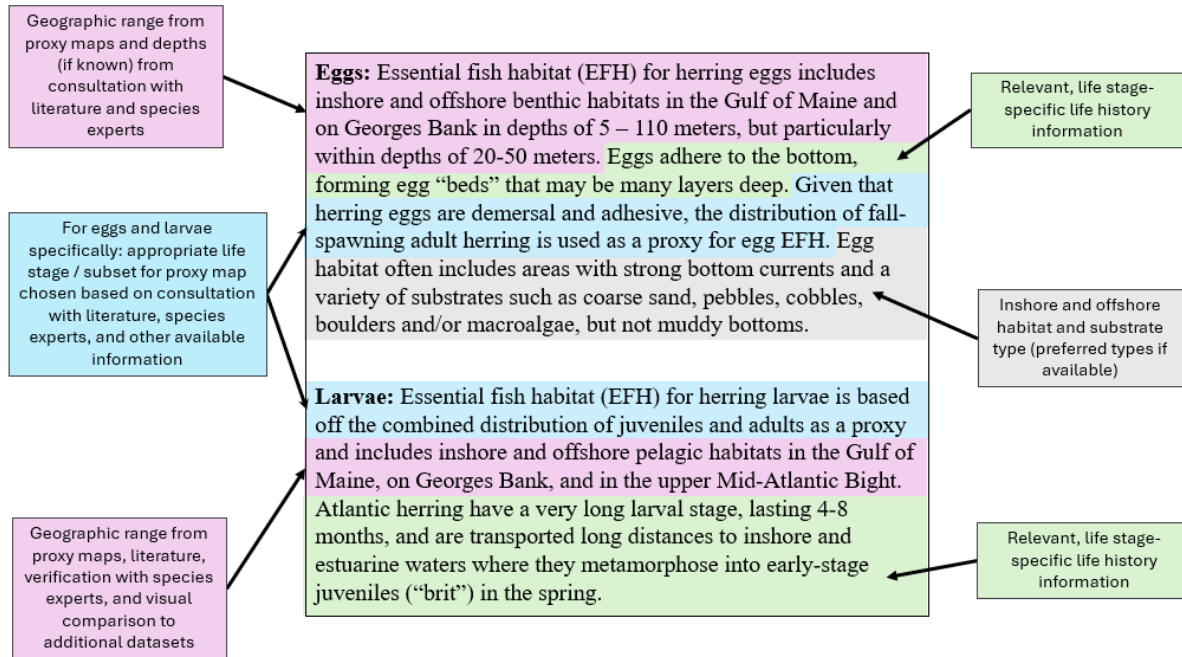 Geographic range from
proxy maps and depths
(if known) from
consultation with
literature and species
experts
For eggs and larvae
specifically: appropriate life
stage / subset for proxy map
chosen based on consultation
with literature, species
experts, and other available
information
Geographic range from
proxy maps, literature,
verification with species
experts, and visual
comparison to
additional datasets
Eggs: Essential fish habitat (EFH) for herring eggs includes
inshore and offshore benthic habitats in the Gulf of Maine and
on Georges Bank in depths of 5 – 110 meters, but particularly
within depths of 20-50 meters. Eggs adhere to the bottom,
forming egg “beds” that may be many layers deep. Given that
herring eggs are demersal and adhesive, the distribution of fall-
spawning adult herring is used as a proxy for egg EFH. Egg
habitat often includes areas with strong bottom currents and a
variety of substrates such as coarse sand, pebbles, cobbles,
boulders and/or macroalgae, but not muddy bottoms.
Larvae: Essential fish habitat (EFH) for herring larvae is based
off the combined distribution of juveniles and adults as a proxy
and includes inshore and offshore pelagic habitats in the Gulf of
Maine, on Georges Bank, and in the upper Mid-Atlantic Bight.
Atlantic herring have a very long larval stage, lasting 4-8
months, and are transported long distances to inshore and
estuarine waters where they metamorphose into early-stage
juveniles (“brit”) in the spring.
Relevant, life stage-
specific life history
information
Inshore and offshore
habitat and substrate
type (preferred types if
available)
Relevant, life stage-
specific life history
information